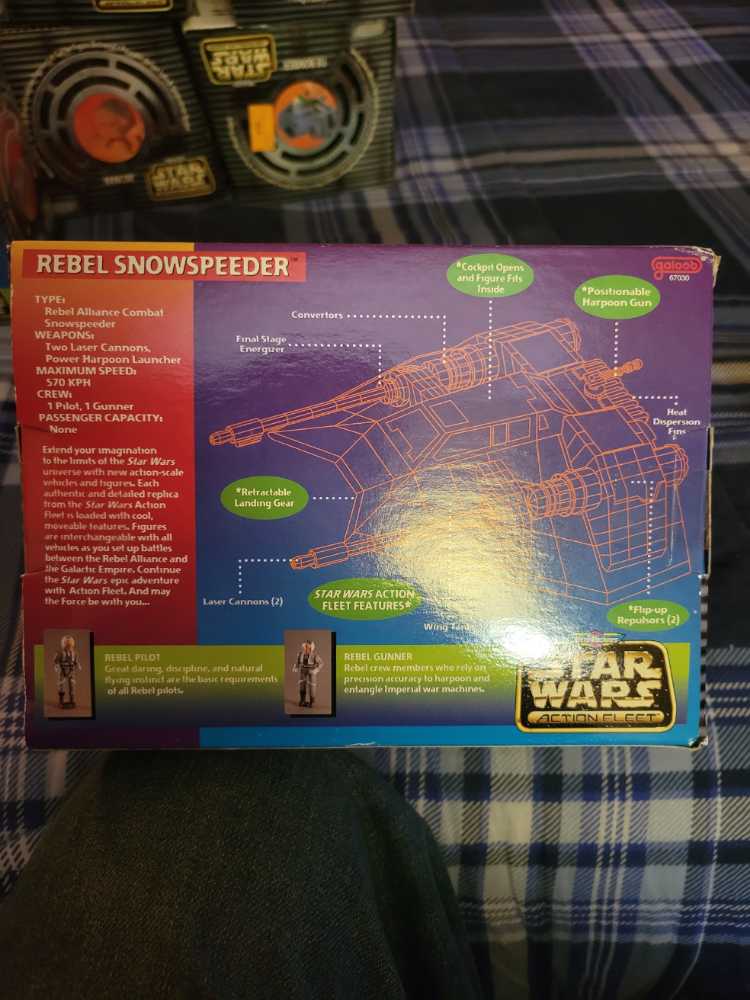 STAR
WARS
STAR
WARS
REBEL SNOWSPEEDER™
galoob
67030
TYPE:
Rebel Alliance Combat
Snowspeeder
WEAPONS:
Two Laser Cannons,
Power Harpoon Launcher
MAXIMUM SPEED:
570 KPH
CREW:
1 Pilot, 1 Gunner
PASSENGER CAPACITY:
None
Extend your imagination
to the limits of the Star Wars
universe with new action-scale
vehicles and figures. Each
authentic and detailed replica
from the Star Wars Action
Fleet is loaded with cool,
moveable features. Figures
are interchangeable with all
vehicles as you set up battles
between the Rebel Alliance and
the Galactic Empire. Continue
the Star Wars epic adventure
with Action Fleet. And may
the Force be with you...
*Cockpit Opens
and Figure Fits
Inside
*Positionable
Harpoon Gun
Convertors
Final Stage
Energizer
Heat
Dispersion
Fins
*Retractable
Landing Gear
Laser Cannons (2)
STAR WARS ACTION
FLEET FEATURES*
Wing
*Flip-up
Repulsors (2)
REBEL PILOT
Great daring, discipline, and natural
flying instinct are the basic requirements
of all Rebel pilots.
REBEL GUNNER
Rebel crew members who rely on
precision accuracy to harpoon and
entangle Imperial war machines.
STAR
WARS
ACTION FLEET